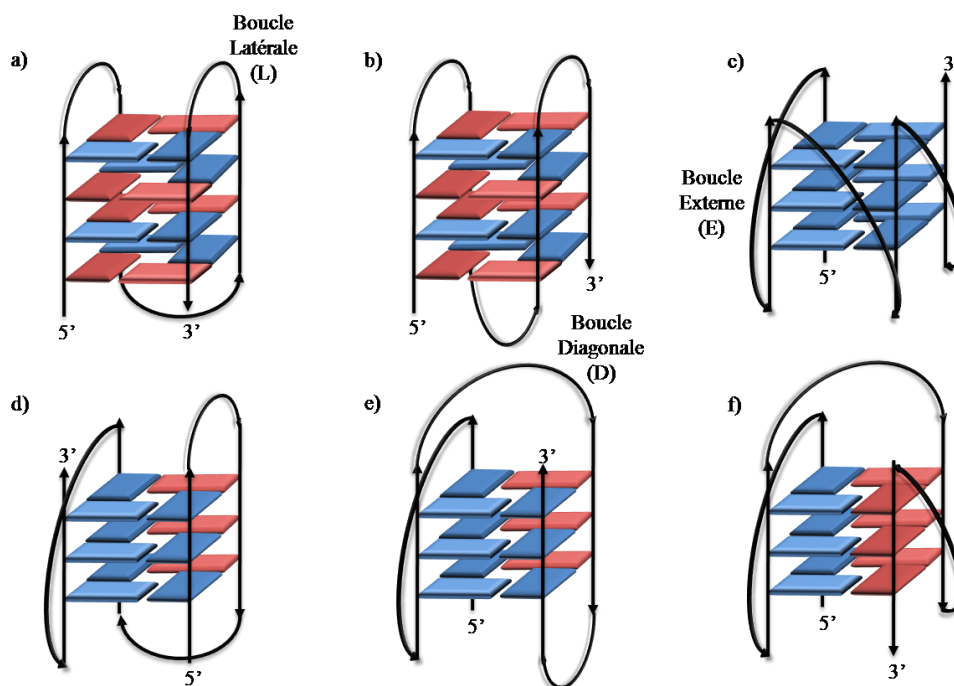 a)
Boucle
Latérale
(L)
5’
3’
b)
5’
3’
c)
3’
Boucle
Externe
(E)
5’
d)
3’
5’
Boucle
Diagonale
(D)
e)
3’
5’
f)
5’
3’